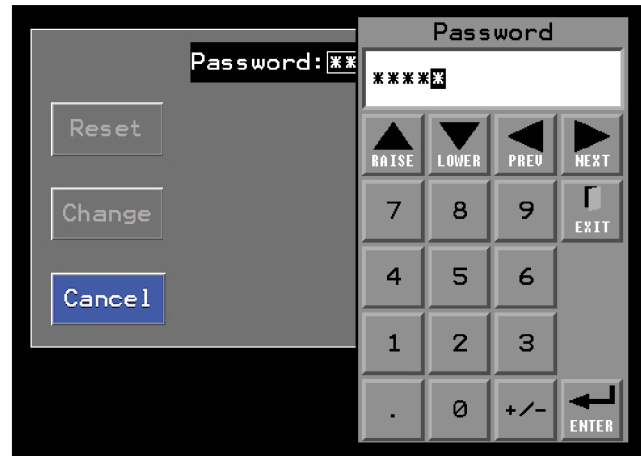 Password
Password:**
*****
Reset
RAISE LOWER PREV NEXT
Change
7 8 9 EXIT
4 5 6
Cancel
1 2 3
. 0 +/- ENTER